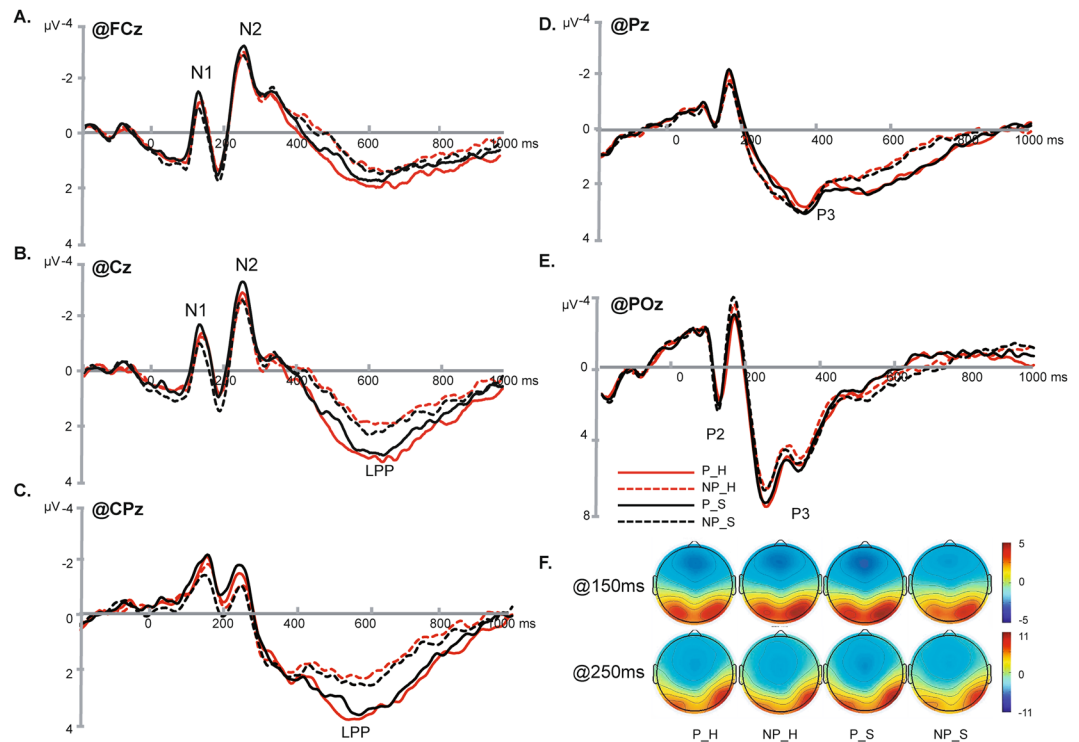 A.
µV -4
@FCz
N1
N2
-2
0
2
4
0
200
400
600
800
1000 ms
B.
µV -4
@Cz
N1
N2
-2
0
2
4
0
200
400
600
800
1000 ms
LPP
C.
µV -4
@CPz
-2
0
2
4
0
200
400
600
800
1000 ms
LPP
D.
µV -4
@Pz
-2
0
2
4
0
200
400
600
800
1000 ms
P3
E.
µV -4
@POz
0
4
8
0
200
400
600
800
1000 ms
P2
P3
P_H
NP_H
P_S
NP_S
F.
@150ms
5
-5
@250ms
11
-11
P_H NP_H P_S NP_S